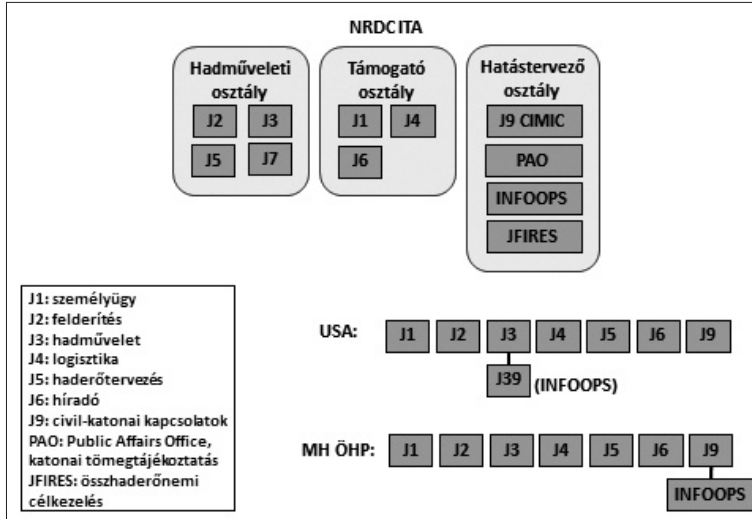 NRDC ITA
Hadműveleti
osztály
J2 J3
J5 J7
Támogató
osztály
J1 J4
J6
Hatástervező
osztály
J9 CIMIC
PAO
INFOOPS
JFIRES
J1: személyügy
J2: felderítés
J3: hadművelet
J4: logisztika
J5: haderőtervezés
J6: híradó
J9: civil-katonai kapcsolatok
PAO: Public Affairs Office,
katonai tömegtájékoztatás
JFIRES: összhaderőnemi
célkezelés
USA: J1 J2 J3 J4 J5 J6 J9
J39 (INFOOPS)
MH ÖHP: J1 J2 J3 J4 J5 J6 J9
INFOOPS